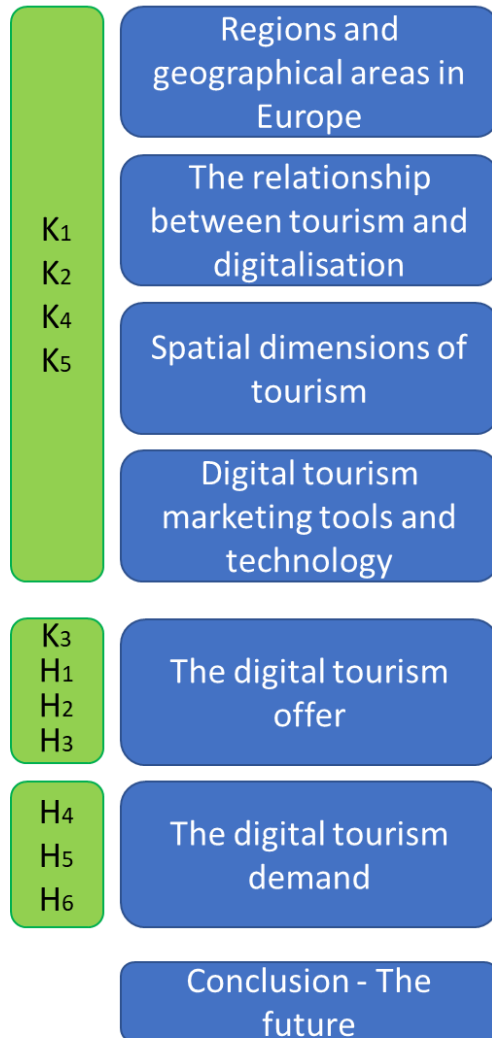 K1
K2
K4
K5
Regions and
geographical areas in
Europe
The relationship
between tourism and
digitalisation
Spatial dimensions of
tourism
Digital tourism
marketing tools and
technology
K3
H1
H2
H3
The digital tourism
offer
H4
H5
H6
The digital tourism
demand
Conclusion - The
future